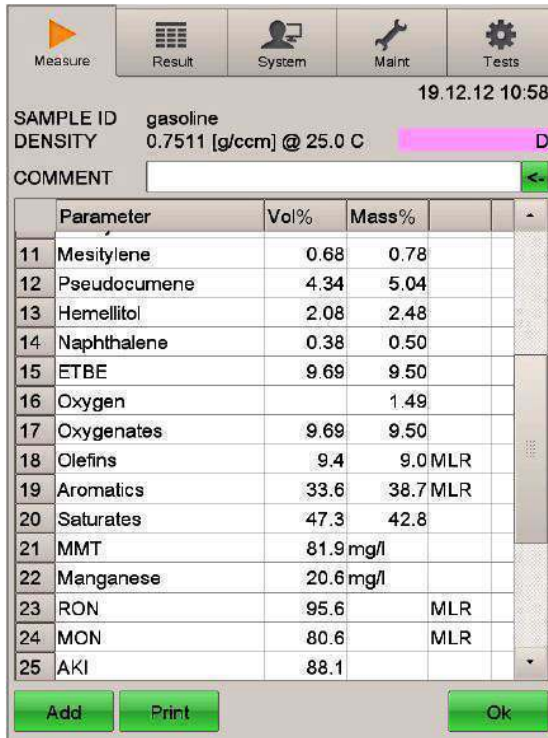 Measure Result System Maint Tests
19.12.12 10:58
SAMPLE ID gasoline
DENSITY 0.7511 [g/ccm] @ 25.0 C D
COMMENT <-
Parameter Vol% Mass%
11 Mesitylene 0.68 0.78
12 Pseudocumene 4.34 5.04
13 Hemellitol 2.08 2.48
14 Naphthalene 0.38 0.50
15 ETBE 9.69 9.50
16 Oxygen 1.49
17 Oxygenates 9.69 9.50
18 Olefins 9.4 9.0 MLR
19 Aromatics 33.6 38.7 MLR
20 Saturates 47.3 42.8
21 MMT 81.9 mg/l
22 Manganese 20.6 mg/l
23 RON 95.6 MLR
24 MON 80.6 MLR
25 AKI 88.1
Add Print Ok